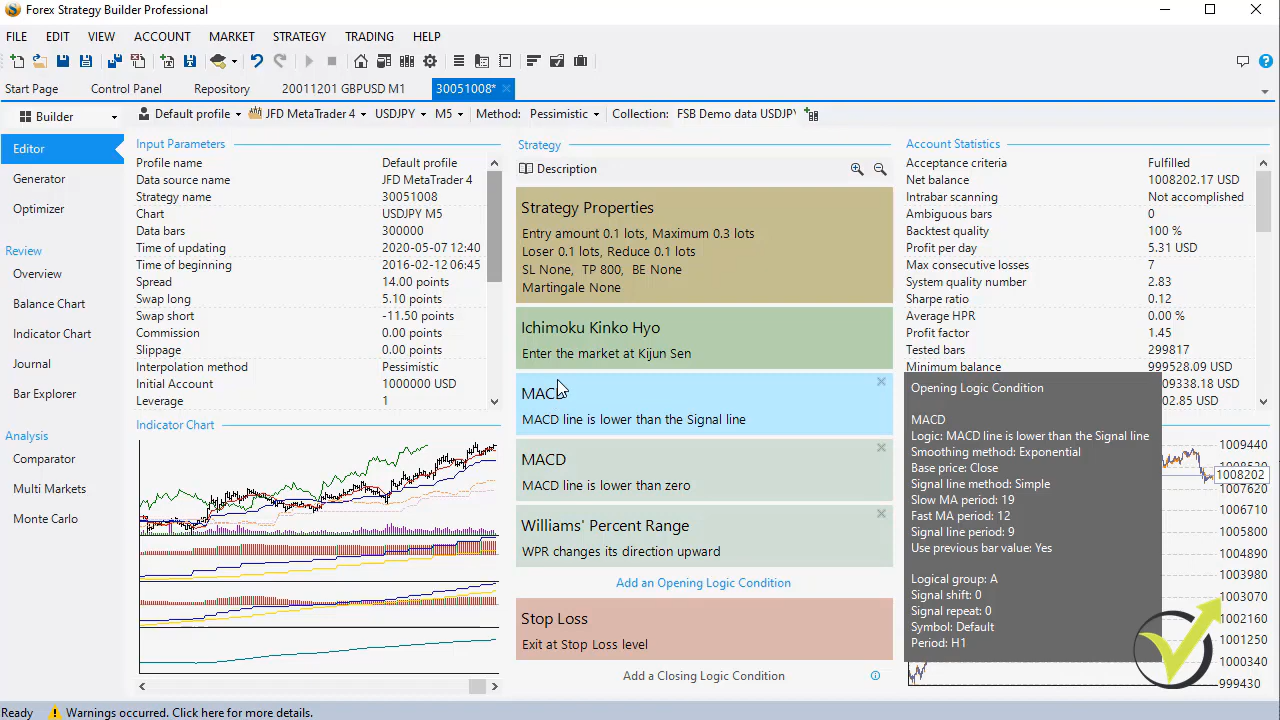 Forex Strategy Builder Professional
FILE EDIT VIEW ACCOUNT MARKET STRATEGY TRADING HELP
Start Page Control Panel Repository 20011201 GBPUSD M1 30051008*
Builder Default profile JFD MetaTrader 4 USDJPY M5 Method: Pessimistic Collection: FSB Demo data USDJPY
Editor
Generator
Optimizer
Review
Overview
Balance Chart
Indicator Chart
Journal
Bar Explorer
Analysis
Comparator
Multi Markets
Monte Carlo
Input Parameters
Profile name Default profile
Data source name JFD MetaTrader 4
Strategy name 30051008
Chart USDJPY M5
Data bars 300000
Time of updating 2020-05-07 12:40
Time of beginning 2016-02-12 06:45
Spread 14.00 points
Swap long 5.10 points
Swap short -11.50 points
Commission 0.00 points
Slippage 0.00 points
Interpolation method Pessimistic
Initial Account 1000000 USD
Leverage 1
Indicator Chart
Strategy
Description
Strategy Properties
Entry amount 0.1 lots, Maximum 0.3 lots
Loser 0.1 lots, Reduce 0.1 lots
SL None, TP 800, BE None
Martingale None
Ichimoku Kinko Hyo
Enter the market at Kijun Sen
MACD
MACD line is lower than the Signal line
MACD
MACD line is lower than zero
Williams' Percent Range
WPR changes its direction upward
Add an Opening Logic Condition
Stop Loss
Exit at Stop Loss level
Add a Closing Logic Condition
Account Statistics
Acceptance criteria Fulfilled
Net balance 1008202.17 USD
Intrabar scanning Not accomplished
Ambiguous bars 0
Backtest quality 100 %
Profit per day 5.31 USD
Max consecutive losses 7
System quality number 2.83
Sharpe ratio 0.12
Average HPR 0.00 %
Profit factor 1.45
Tested bars 299817
Minimum balance 999528.09 USD
009338.18 USD
02.85 USD
Opening Logic Condition
MACD
Logic: MACD line is lower than the Signal line
Smoothing method: Exponential
Base price: Close
Signal line method: Simple
Slow MA period: 19
Fast MA period: 12
Signal line period: 9
Use previous bar value: Yes
Logical group: A
Signal shift: 0
Signal repeat: 0
Symbol: Default
Period: H1
1009440
1008202
1007620
1006710
1005800
1004890
1003980
1003070
1002160
1001250
1000340
999430
Ready Warnings occurred. Click here for more details.